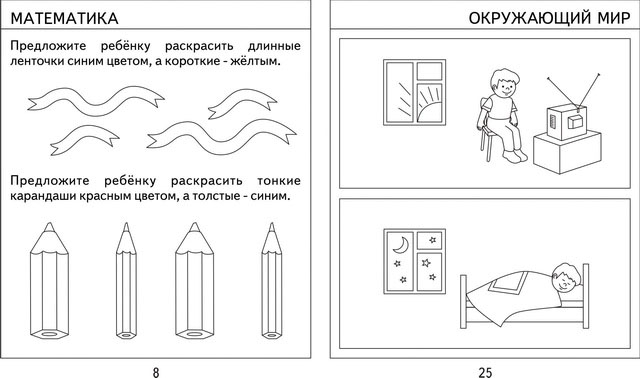 МАТЕМАТИКА
Предложите ребёнку раскрасить длинные
ленточки синим цветом, а короткие - жёлтым.
Предложите ребёнку раскрасить тонкие
карандаши красным цветом, а толстые - синим.
8
ОКРУЖАЮЩИЙ МИР
25